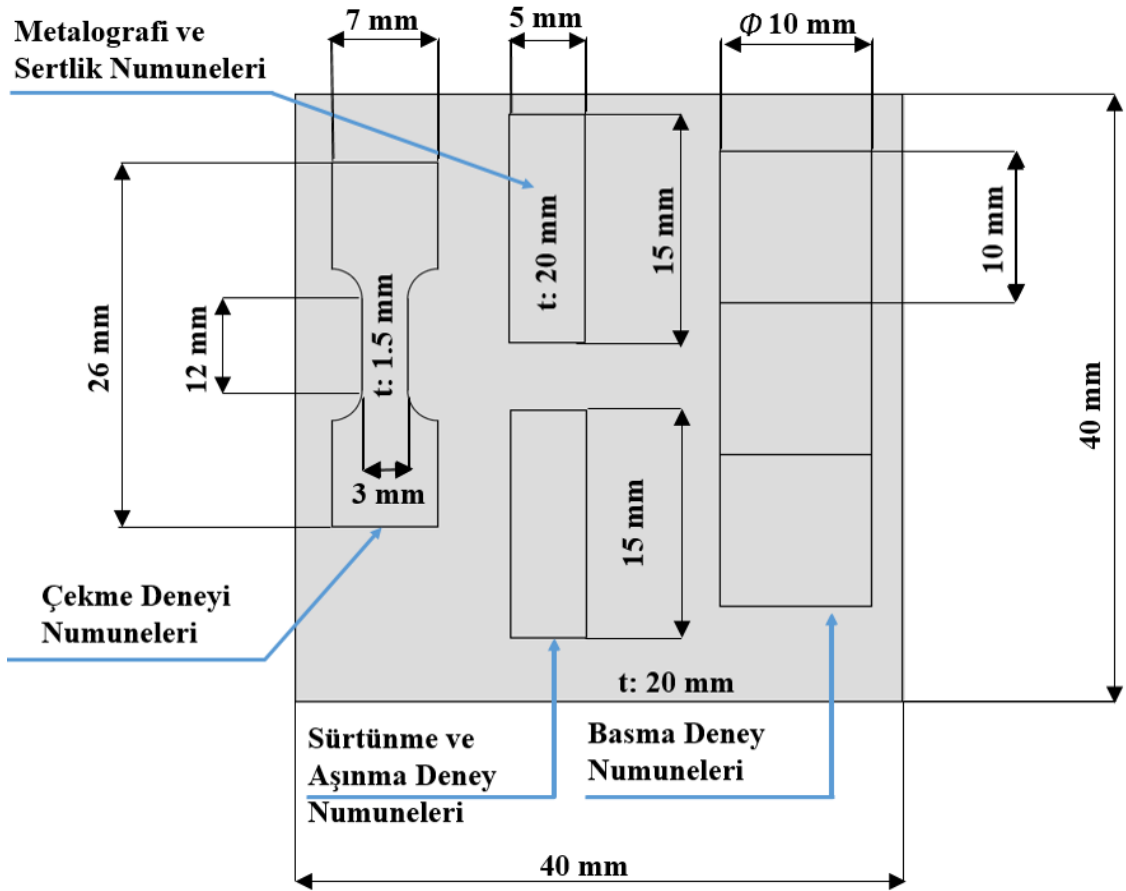 Metalografi ve
Sertlik Numuneleri
7 mm
5 mm
Φ 10 mm
26 mm
12 mm
t: 1.5 mm
3 mm
t: 20 mm
15 mm
10 mm
40 mm
15 mm
Çekme Deneyi
Numuneleri
t: 20 mm
Sürtünme ve
Aşınma Deney
Numuneleri
Basma Deney
Numuneleri
40 mm